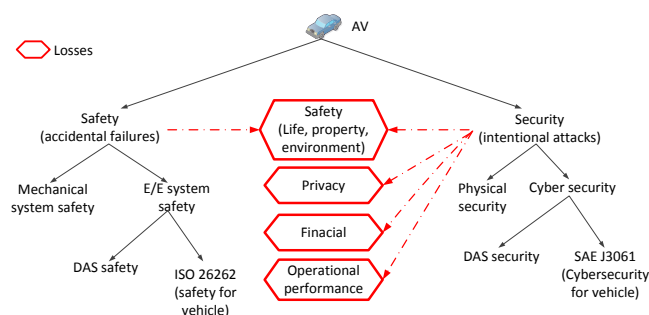 AV
Losses
Safety
(accidental failures)
Safety
(Life, property,
environment)
Security
(intentional attacks)
Mechanical
system safety
E/E system
safety
Privacy
Physical
security
Cyber security
Finacial
DAS safety
ISO 26262
(safety for
vehicle)
Operational
performance
DAS security
SAE J3061
(Cybersecurity
for vehicle)